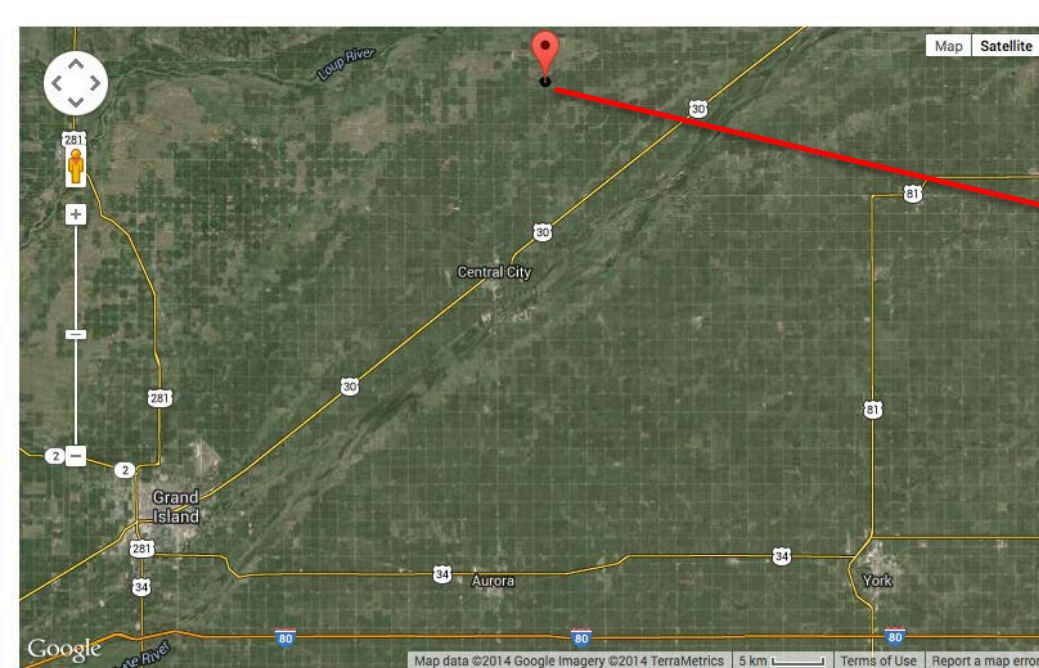 Loup River
Map Satellite
30
281
81
30
Central City
30
281
81
2
2
Grand
Island
281
34
34
Aurora
34
York
80
80
80
Google
te River
Map data ©2014 Google Imagery ©2014 TerraMetrics 5 km Terms of Use Report a map error